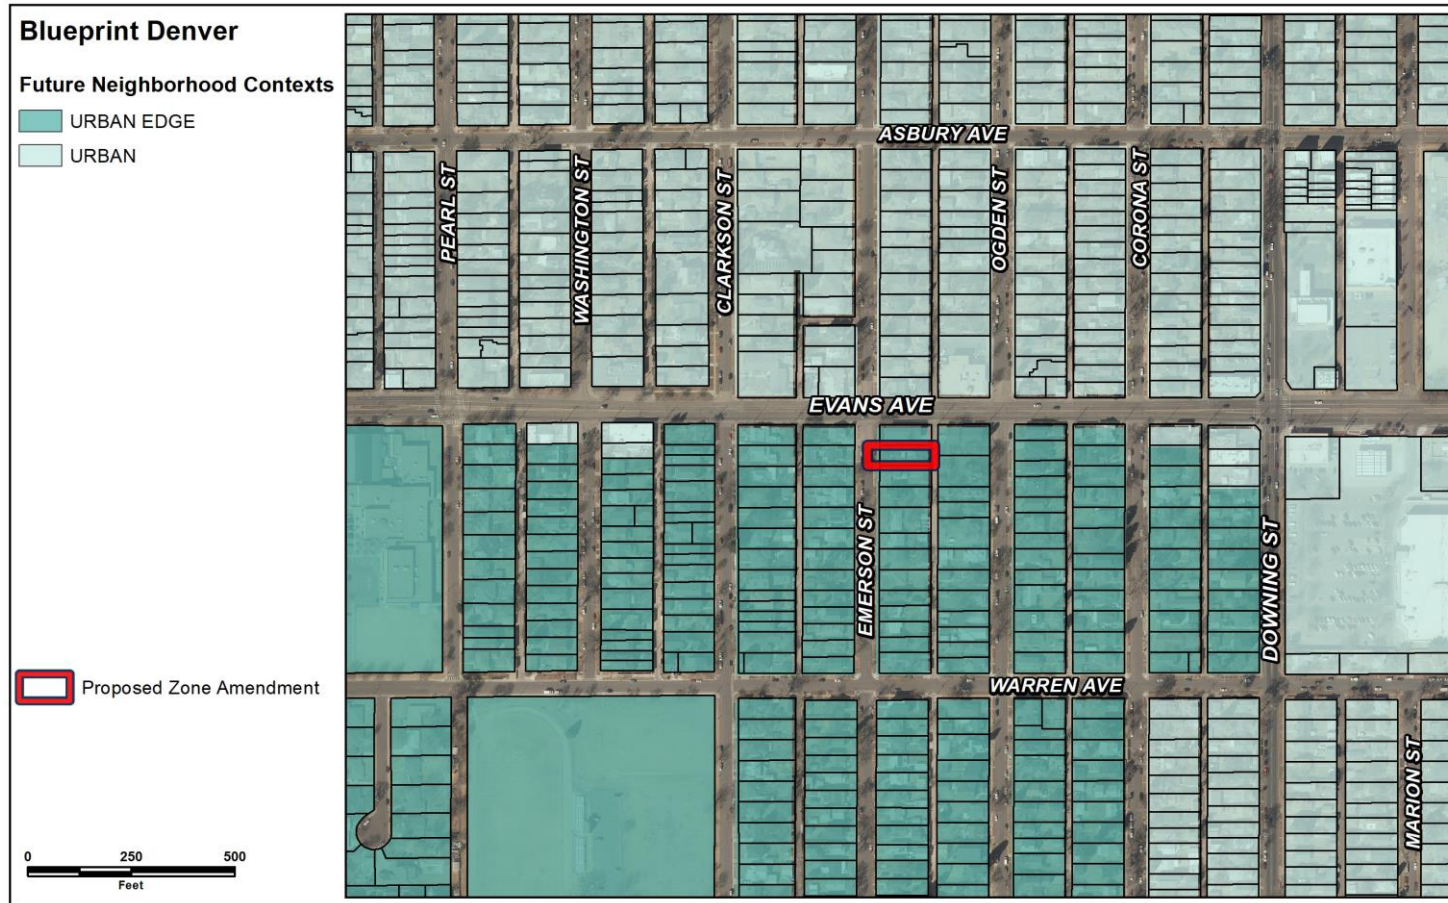 Blueprint Denver
Future Neighborhood Contexts
URBAN EDGE
URBAN
Proposed Zone Amendment
0 250 500
Feet
ASBURY AVE
PEARL ST
WASHINGTON ST
CLARKSON ST
OGDEN ST
CORONA ST
EVANS AVE
EMERSON ST
DOWNING ST
WARREN AVE
MARION ST